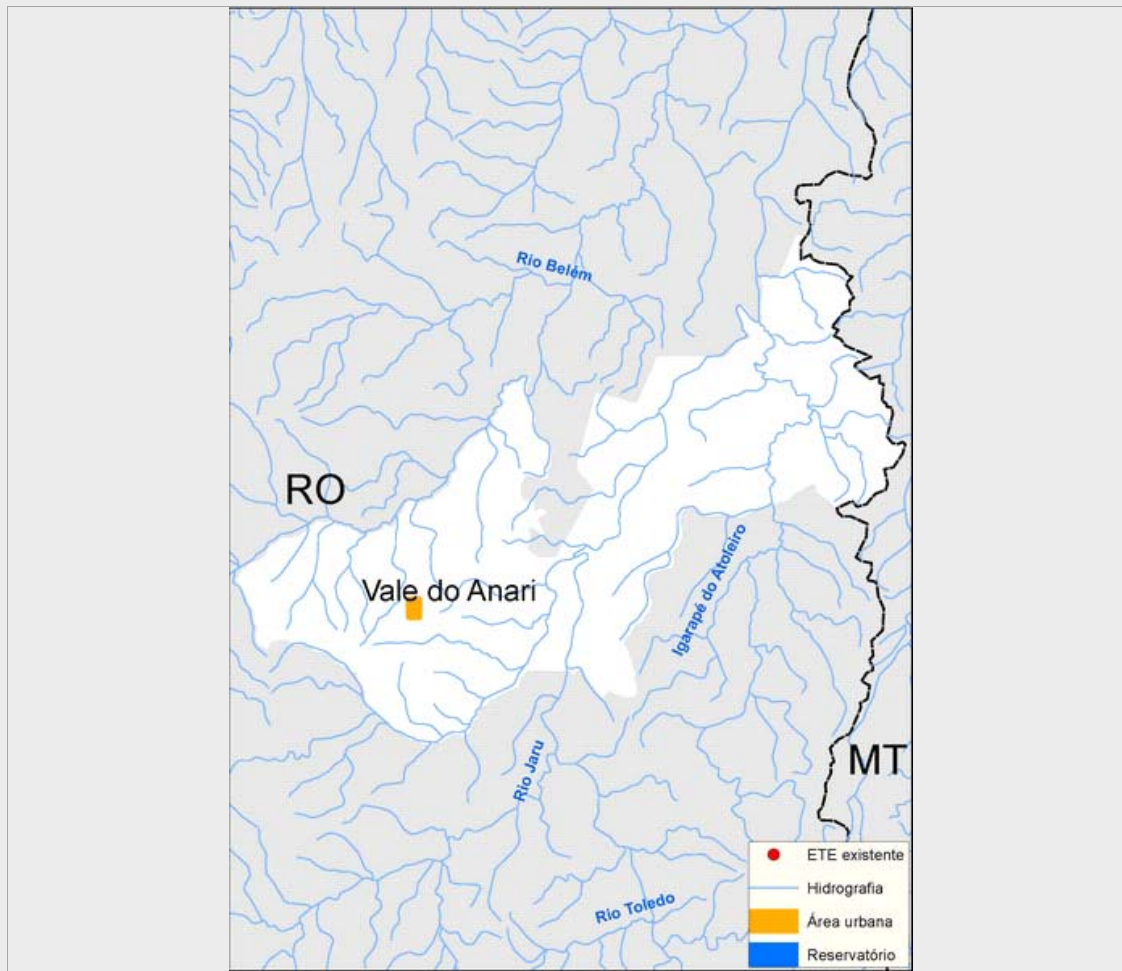 Rio Belém
RO
Vale do Anari
Igarapé do Atoleiro
Rio Jaru
MT
Rio Toledo
ETE existente
Hidrografia
Área urbana
Reservatório